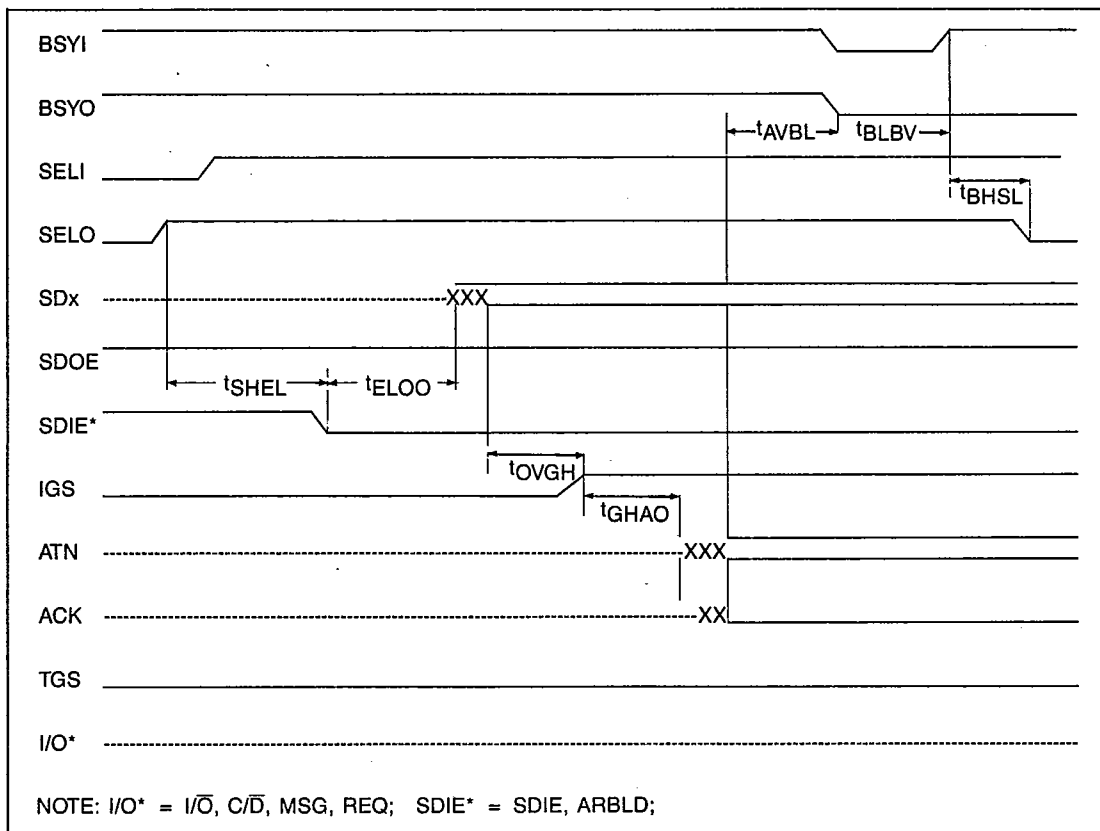 BSYI
BSYO
tAVBL
tBLBV
SELI
tBHSL
SELO
SDx
XXX
SDOE
tSHEL
tELOO
SDIE*
tOVGH
IGS
tGHAO
ATN
XXX
ACK
XX
TGS
I/O*
NOTE: I/O* = I/O̅, C/D̅, MSG, REQ; SDIE* = SDIE, ARBLD;